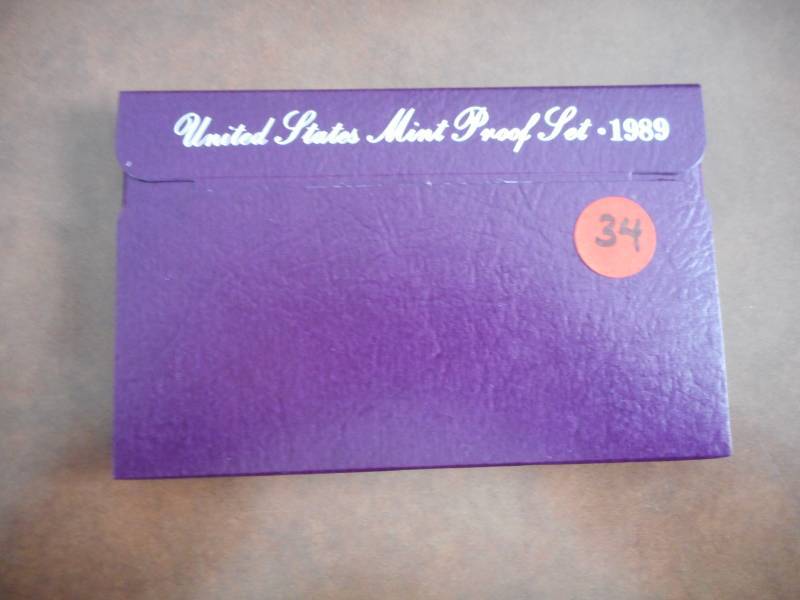 United States Mint Proof Set • 1989
34